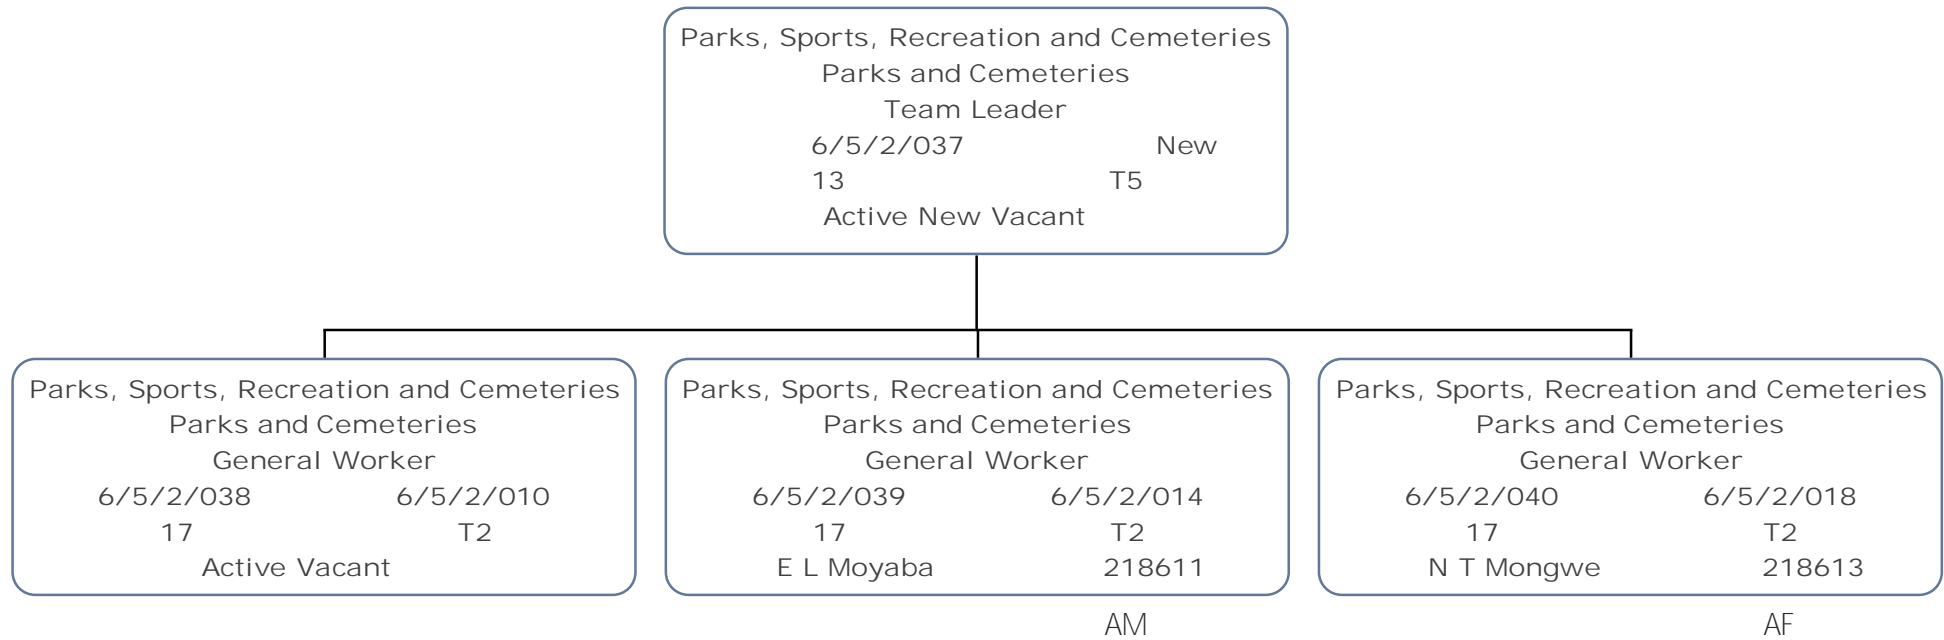 Parks, Sports, Recreation and Cemeteries
Parks and Cemeteries
Team Leader
6/5/2/037 New
13 T5
Active New Vacant
Parks, Sports, Recreation and Cemeteries
Parks and Cemeteries
General Worker
6/5/2/038 6/5/2/010
17 T2
Active Vacant
Parks, Sports, Recreation and Cemeteries
Parks and Cemeteries
General Worker
6/5/2/039 6/5/2/014
17 T2
E L Moyaba 218611
AM
Parks, Sports, Recreation and Cemeteries
Parks and Cemeteries
General Worker
6/5/2/040 6/5/2/018
17 T2
N T Mongwe 218613
AF